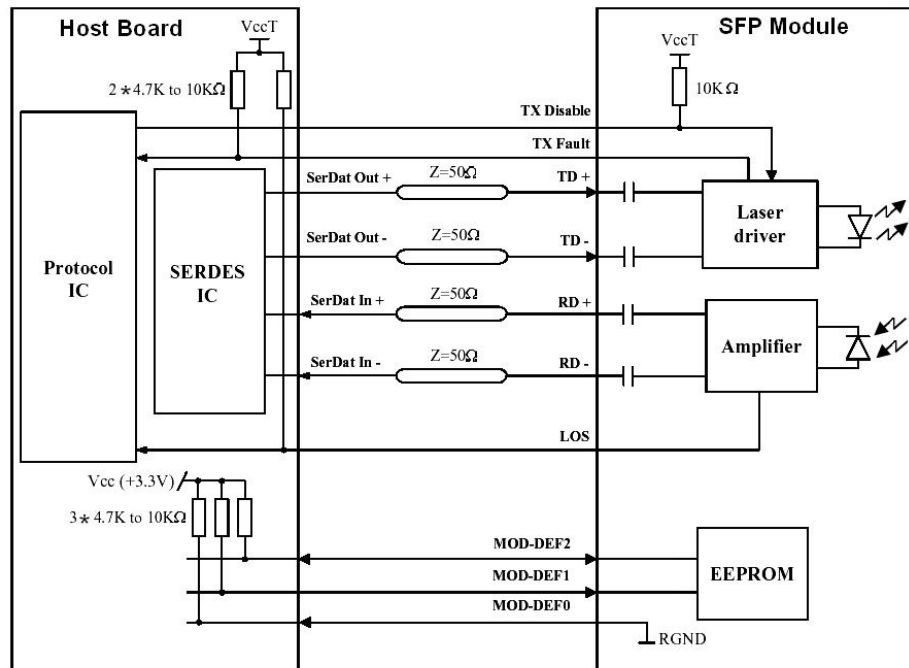 Host Board
SFP Module
VccT
VccT
2*4.7K to 10KΩ
10KΩ
TX Disable
TX Fault
SerDat Out +
Z=50Ω
TD +
SerDat Out -
Z=50Ω
TD -
Laser
driver
Protocol
IC
SERDES
IC
SerDat In +
Z=50Ω
RD +
SerDat In -
Z=50Ω
RD -
Amplifier
LOS
Vcc (+3.3V)
3*4.7K to 10KΩ
MOD-DEF2
MOD-DEF1
MOD-DEF0
EEPROM
RGND